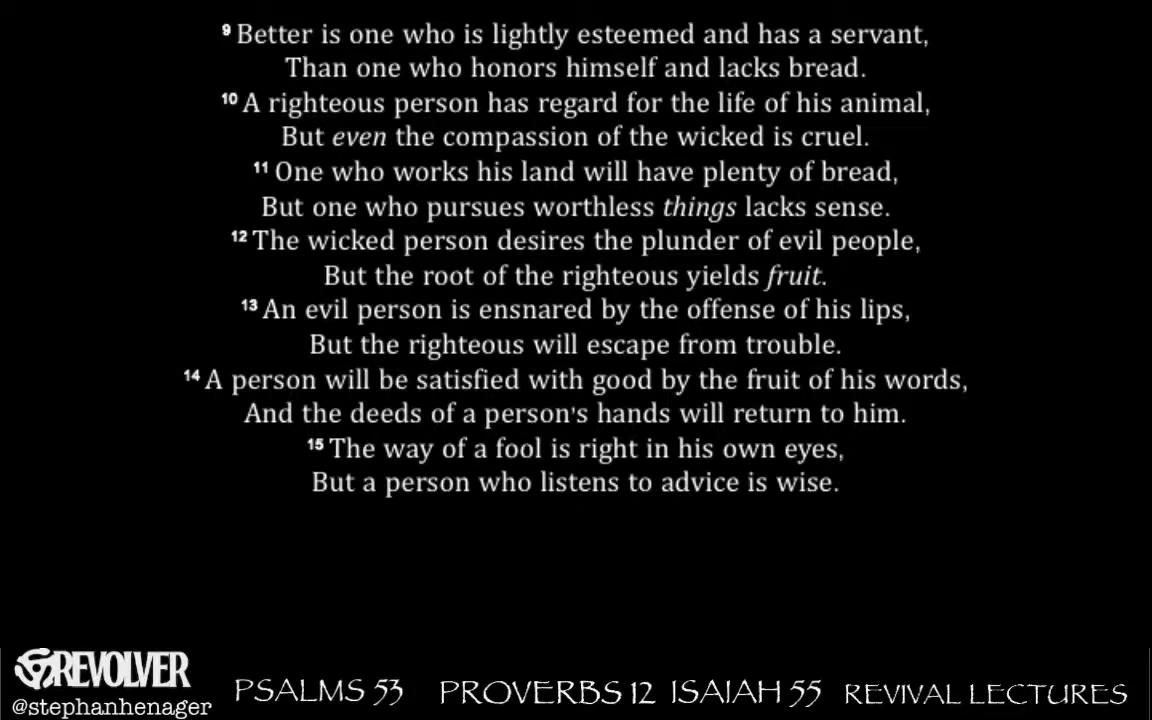 9 Better is one who is lightly esteemed and has a servant,
Than one who honors himself and lacks bread.
10 A righteous person has regard for the life of his animal,
But even the compassion of the wicked is cruel.
11 One who works his land will have plenty of bread,
But one who pursues worthless things lacks sense.
12 The wicked person desires the plunder of evil people,
But the root of the righteous yields fruit.
13 An evil person is ensnared by the offense of his lips,
But the righteous will escape from trouble.
14 A person will be satisfied with good by the fruit of his words,
And the deeds of a person's hands will return to him.
15 The way of a fool is right in his own eyes,
But a person who listens to advice is wise.
REVOLVER
@stephanhenager
PSALMS 53 PROVERBS 12 ISAIAH 55 REVIVAL LECTURES